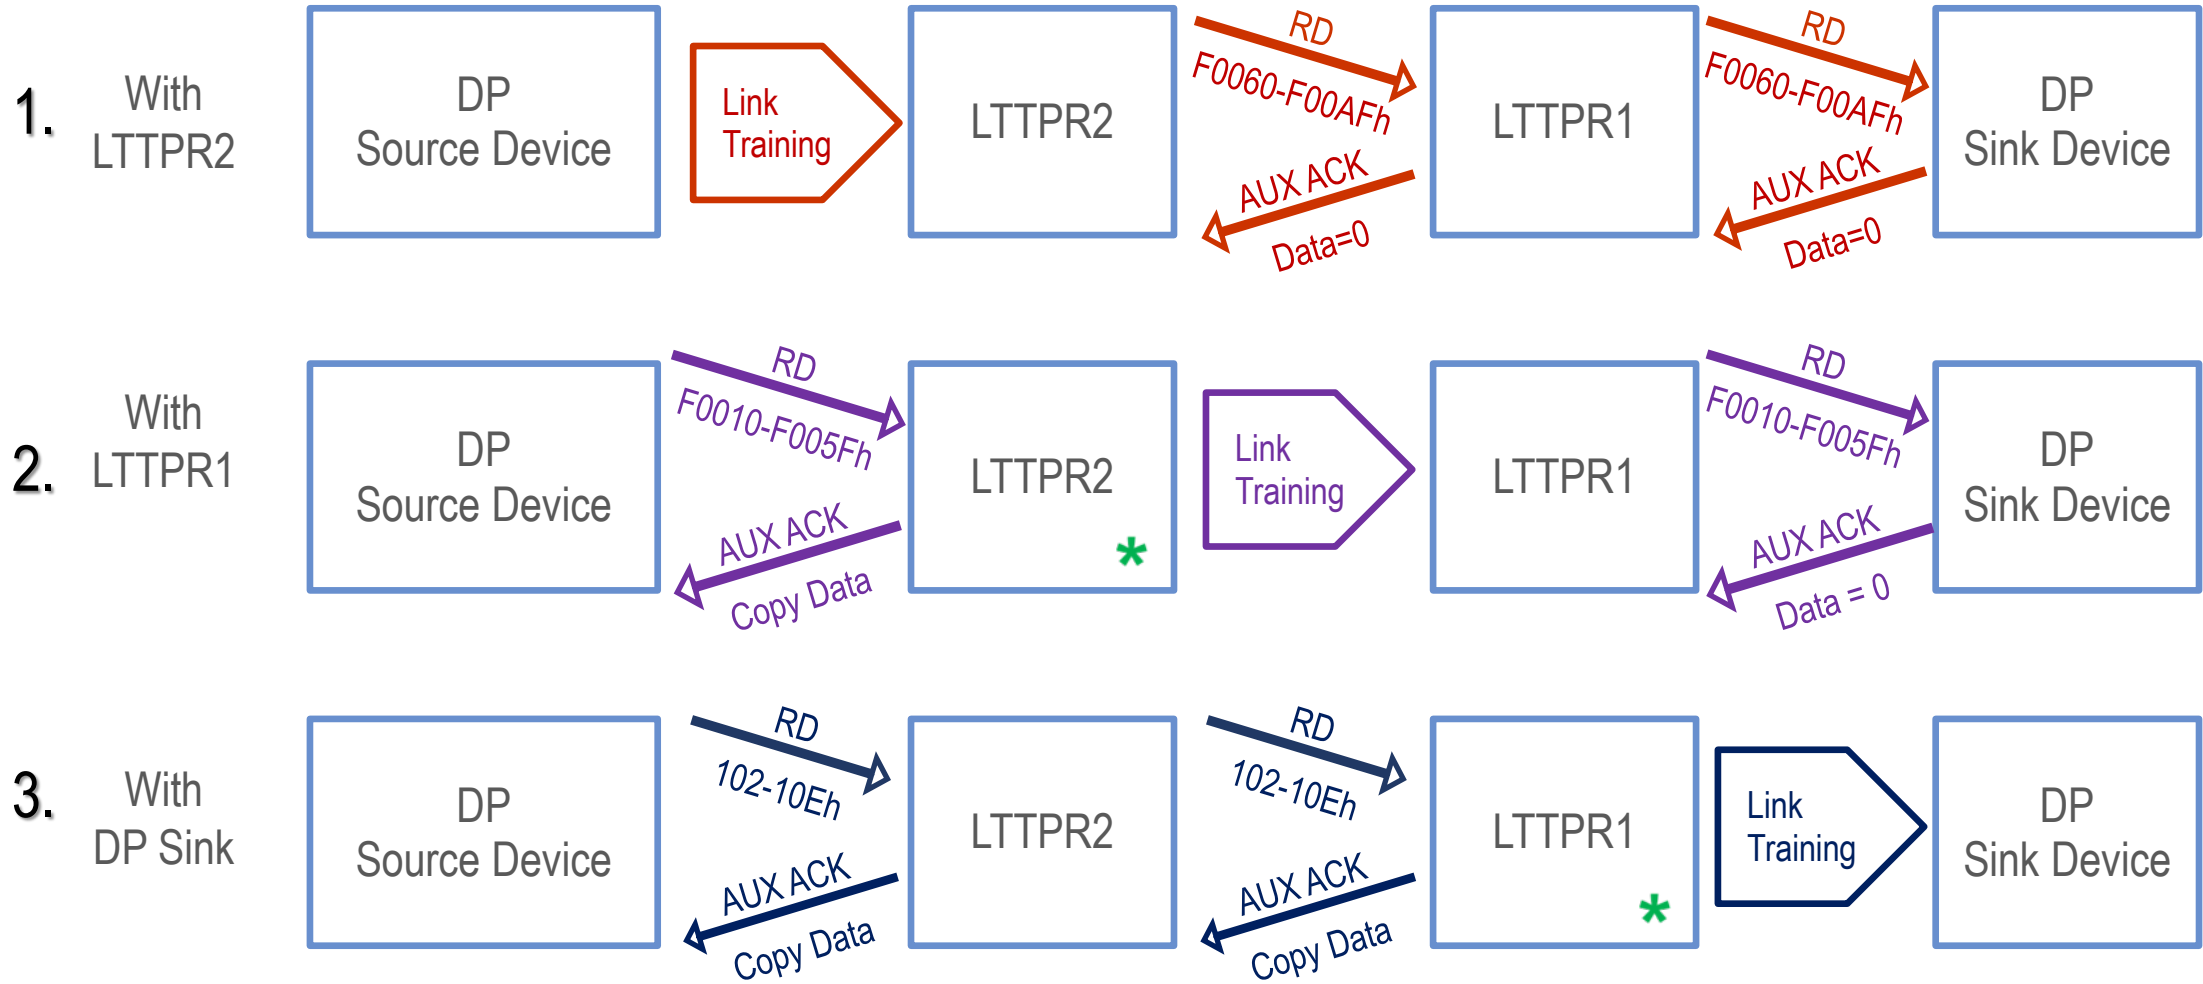 1.
With
LTTPR2
DP
Source Device
Link
Training
LTTPR2
RD
F0060-F00AFh
AUX ACK
Data=0
LTTPR1
RD
F0060-F00AFh
AUX ACK
Data=0
DP
Sink Device
2.
With
LTTPR1
DP
Source Device
RD
F0010-F005Fh
AUX ACK
Copy Data
LTTPR2
*
Link
Training
LTTPR1
RD
F0010-F005Fh
AUX ACK
Data = 0
DP
Sink Device
3.
With
DP Sink
DP
Source Device
RD
102-10Eh
AUX ACK
Copy Data
LTTPR2
RD
102-10Eh
AUX ACK
Copy Data
LTTPR1
*
Link
Training
DP
Sink Device